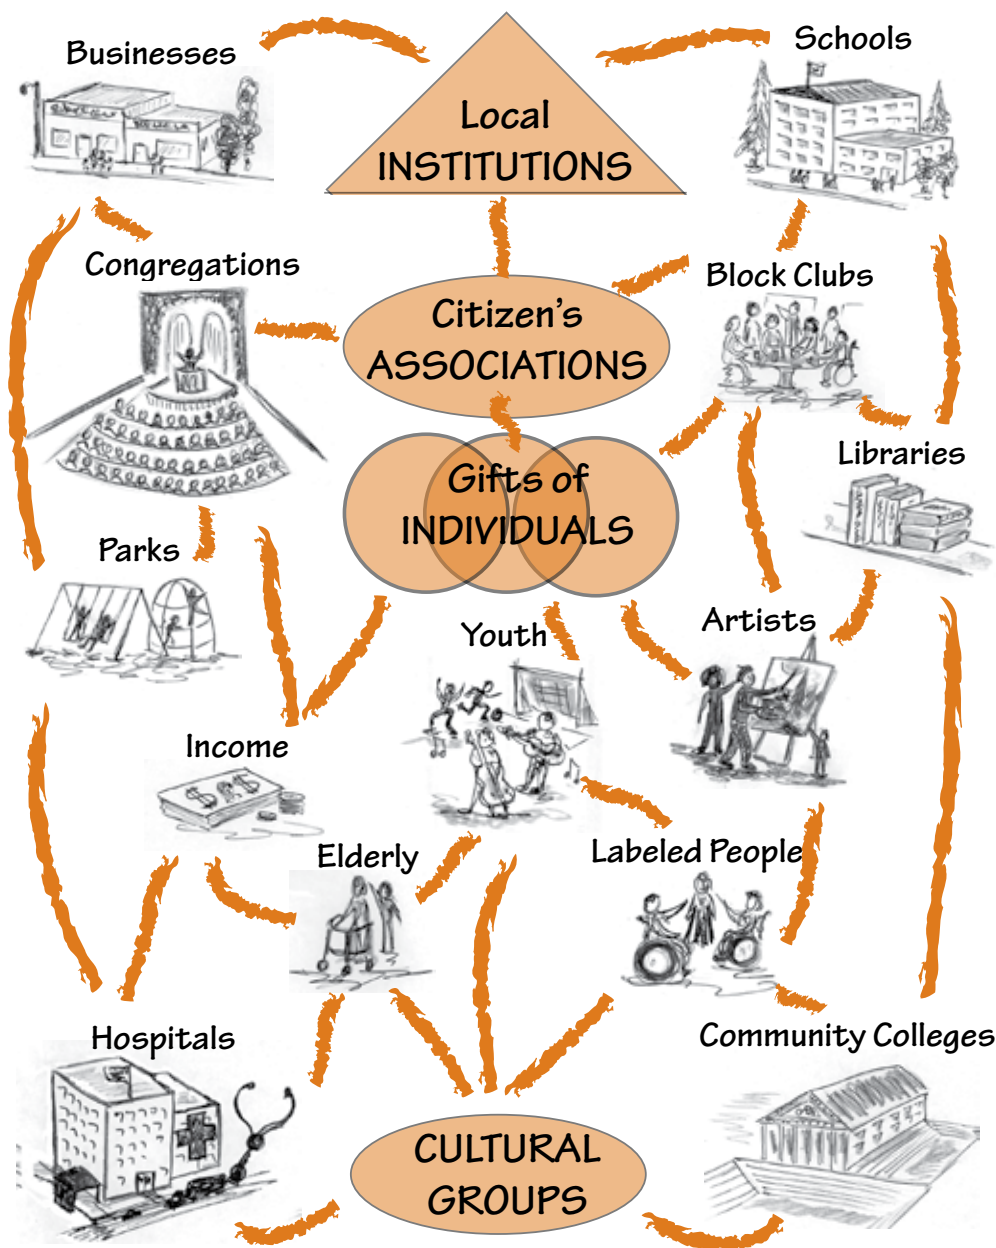 Businesses
Schools
Local
INSTITUTIONS
Congregations
Block Clubs
Citizen's
ASSOCIATIONS
Libraries
Gifts of
INDIVIDUALS
Parks
Youth
Artists
Income
$ $
Elderly
Labeled People
Hospitals
Community Colleges
CULTURAL
GROUPS